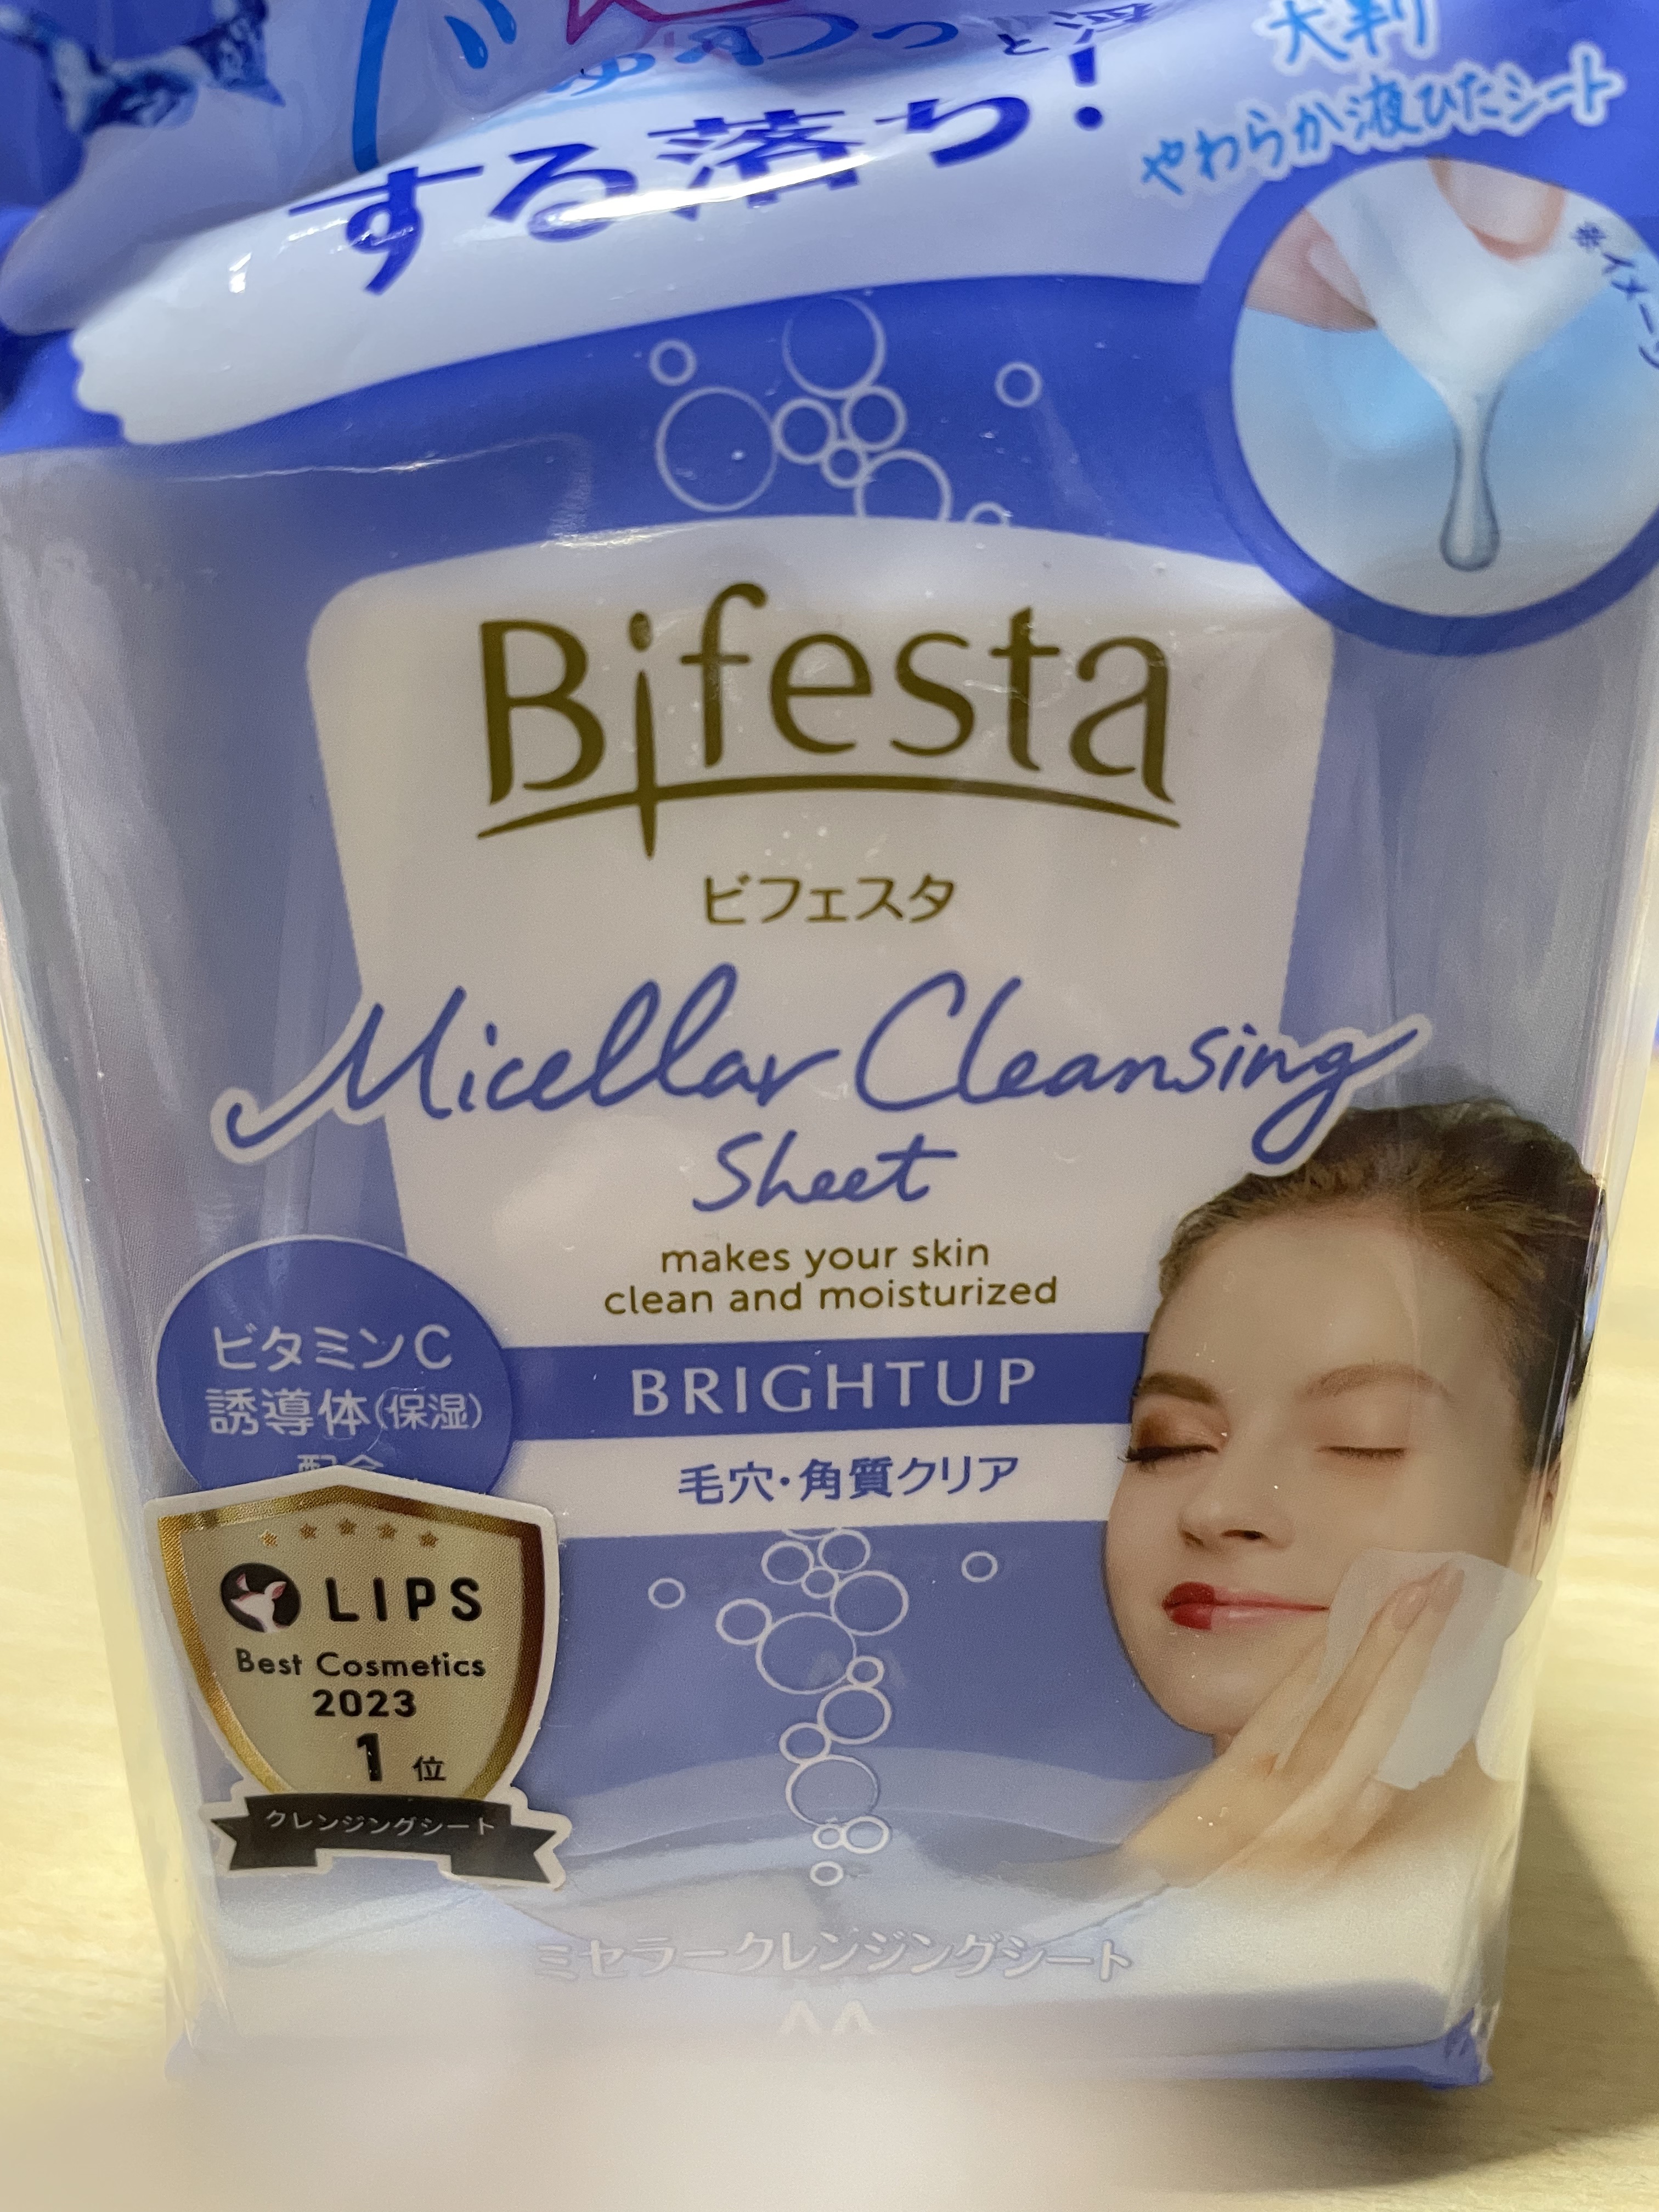 する落ち!
大判
やわらか液ひたシート
※イメージ
Bifesta
ビフェスタ
Micellar Cleansing
Sheet
makes your skin
clean and moisturized
ビタミンC
誘導体(保湿)
配合
BRIGHTUP
毛穴・角質クリア
LIPS
Best Cosmetics
2023
1位
クレンジングシート
ミセラークレンジングシート